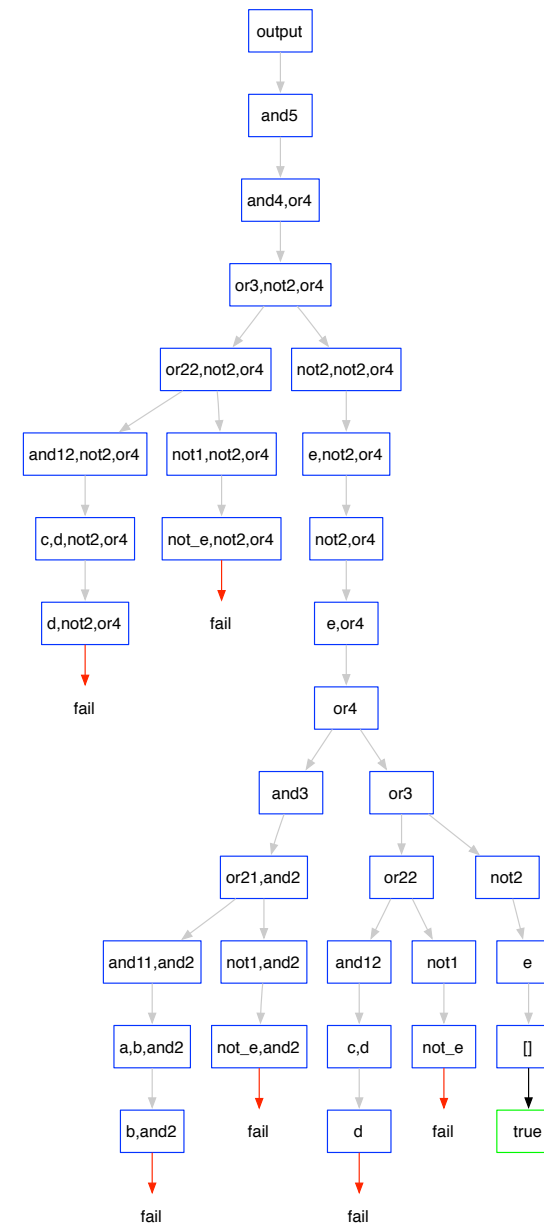 output
and5
and4,or4
or3,not2,or4
or22,not2,or4
not2,not2,or4
and12,not2,or4
not1,not2,or4
e,not2,or4
c,d,not2,or4
not_e,not2,or4
not2,or4
d,not2,or4
fail
e,or4
fail
or4
and3
or3
or21,and2
or22
not2
and11,and2
not1,and2
and12
not1
e
a,b,and2
not_e,and2
c,d
not_e
[]
b,and2
fail
d
fail
true
fail
fail